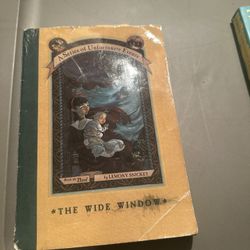 A Series of Unfortunate Events
Book the Third
by LEMONY SNICKET
* THE WIDE WINDOW *